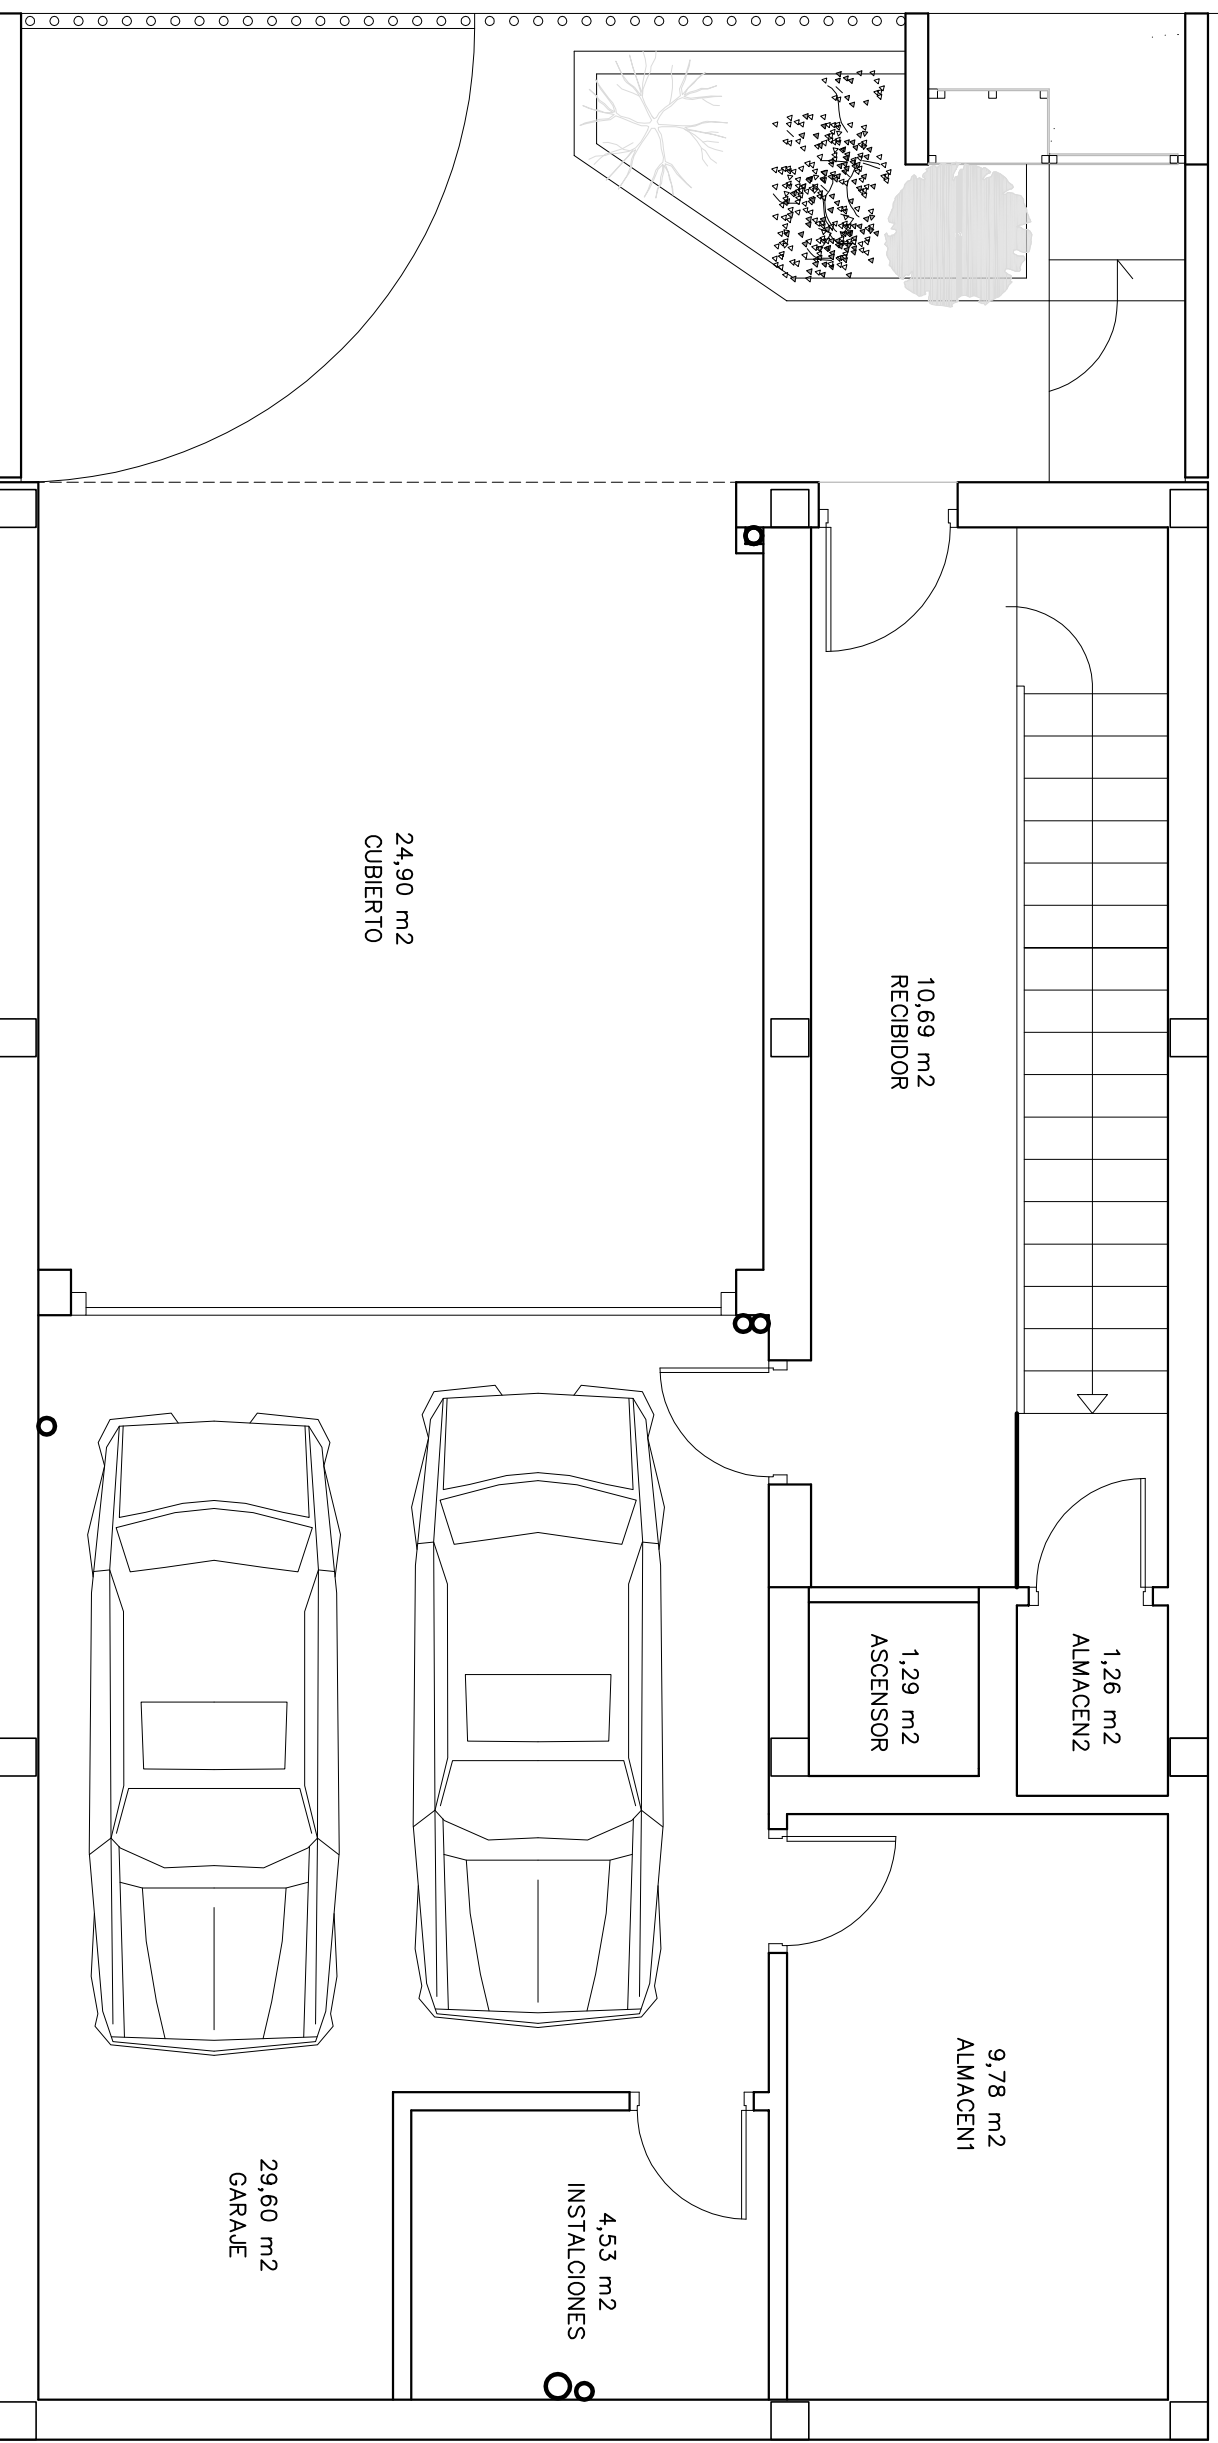 24,90 m2
CUBIERTO
10,69 m2
RECIBIDOR
1,29 m2
ASCENSOR
1,26 m2
ALMACEN2
9,78 m2
ALMACEN1
29,60 m2
GARAJE
4,53 m2
INSTALCIONES